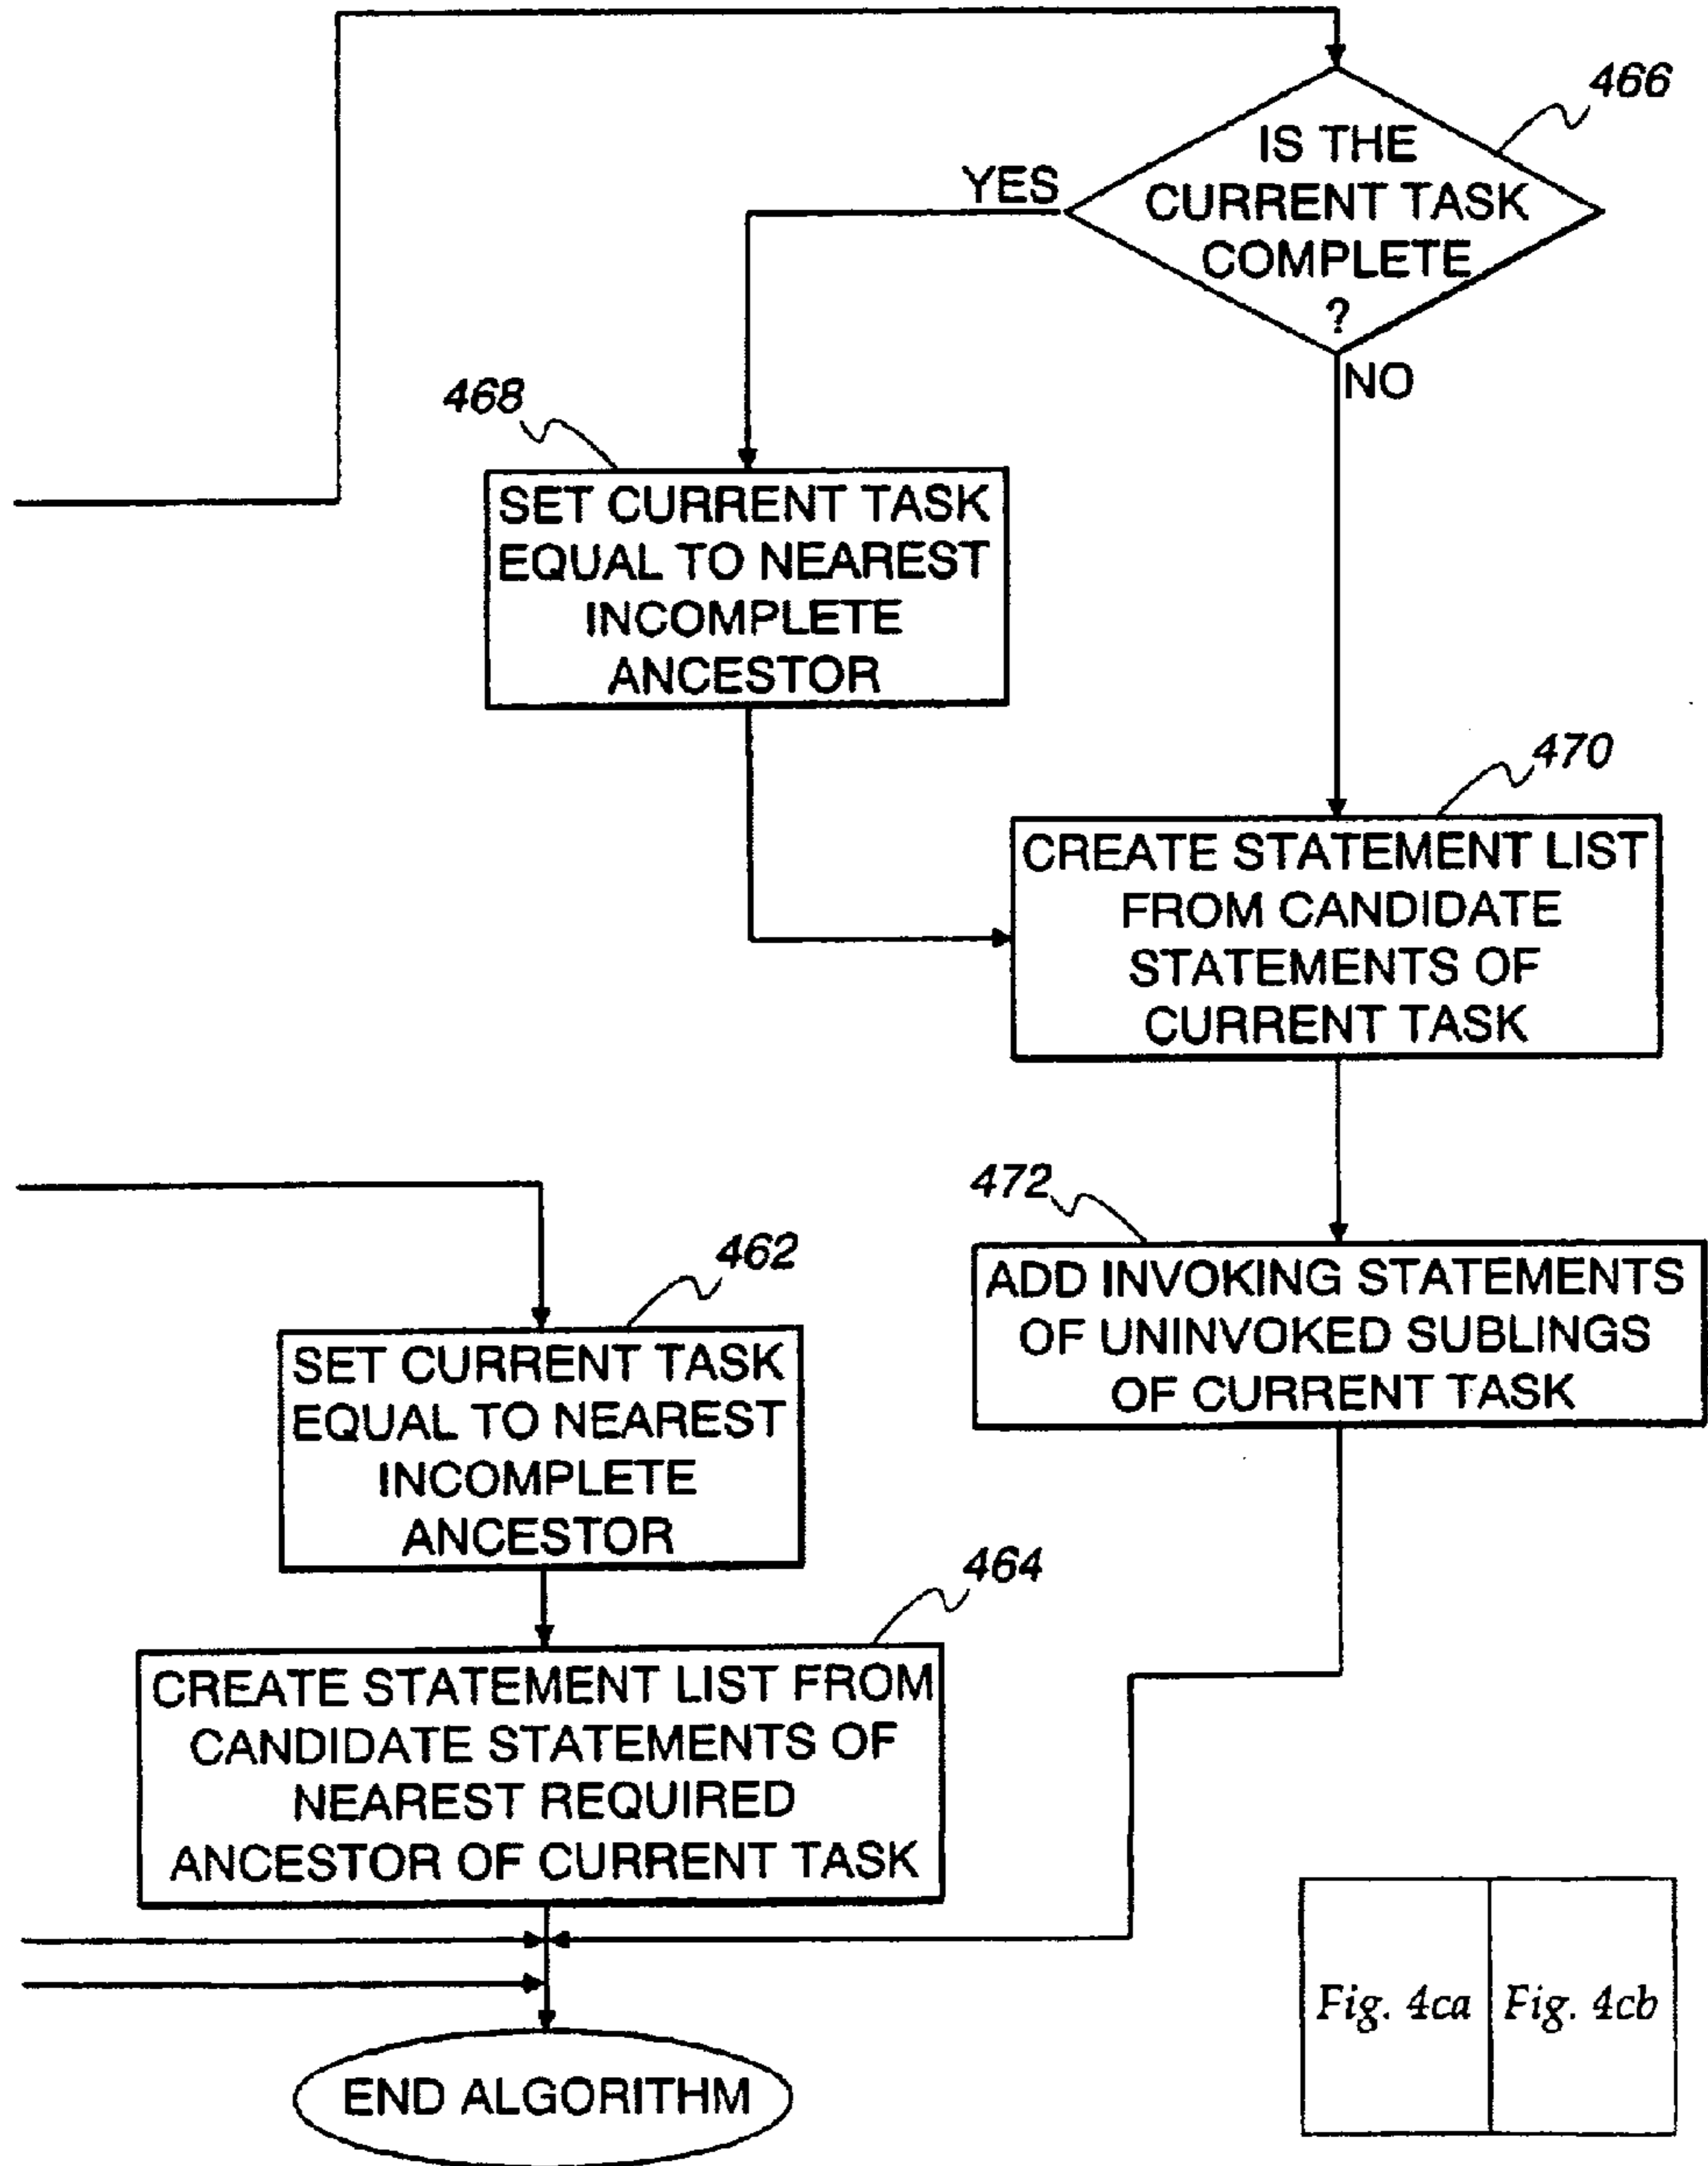 466
IS THE
CURRENT TASK
COMPLETE
?
YES
NO
468
SET CURRENT TASK
EQUAL TO NEAREST
INCOMPLETE
ANCESTOR
470
CREATE STATEMENT LIST
FROM CANDIDATE
STATEMENTS OF
CURRENT TASK
472
ADD INVOKING STATEMENTS
OF UNINVOKED SUBLINGS
OF CURRENT TASK
462
SET CURRENT TASK
EQUAL TO NEAREST
INCOMPLETE
ANCESTOR
464
CREATE STATEMENT LIST FROM
CANDIDATE STATEMENTS OF
NEAREST REQUIRED
ANCESTOR OF CURRENT TASK
END ALGORITHM
Fig. 4ca
Fig. 4cb